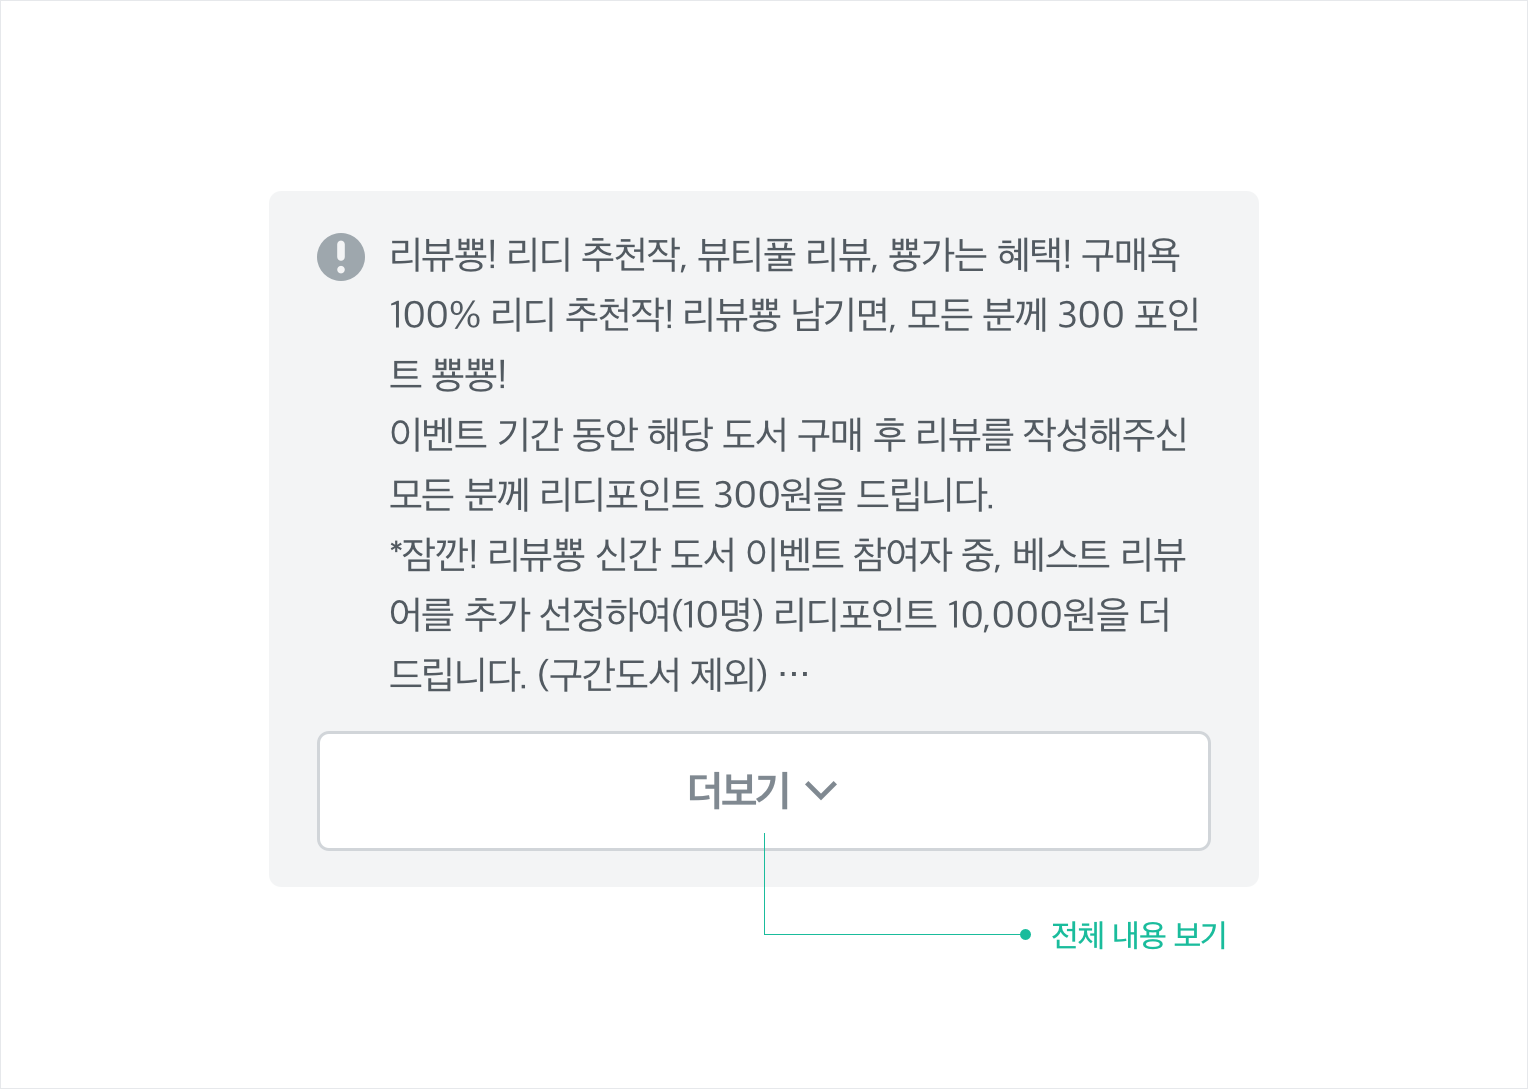 리뷰뿅! 리디 추천작, 뷰티풀 리뷰, 뿅가는 혜택! 구매욕
100% 리디 추천작! 리뷰뿅 남기면, 모든 분께 300 포인
트 뿅뿅!
이벤트 기간 동안 해당 도서 구매 후 리뷰를 작성해주신
모든 분께 리디포인트 300원을 드립니다.
*잠깐! 리뷰뿅 신간 도서 이벤트 참여자 중, 베스트 리뷰
어를 추가 선정하여(10명) 리디포인트 10,000원을 더
드립니다. (구간도서 제외) ⋯
더보기
전체 내용 보기